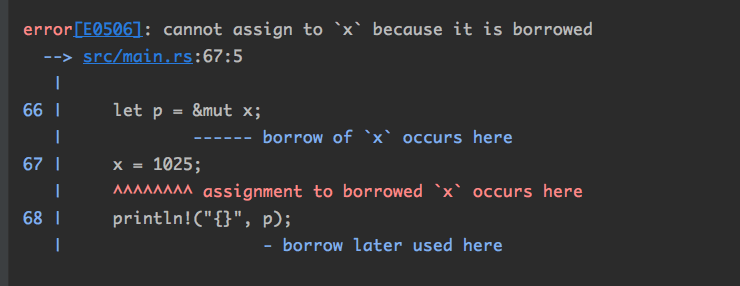 error[E0506]: cannot assign to `x` because it is borrowed
  --> src/main.rs:67:5
   |
66 |     let p = &mut x;
   |             ------ borrow of `x` occurs here
67 |     x = 1025;
   |     ^^^^^^^^ assignment to borrowed `x` occurs here
68 |     println!("{}", p);
   |                    - borrow later used here